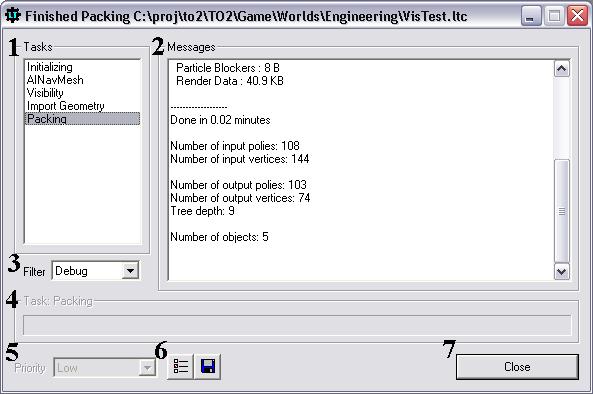 Finished Packing C:\proj\to2\TO2\Game\Worlds\Engineering\VisTest.ltc
1 Tasks
Initializing
AINavMesh
Visibility
Import Geometry
Packing
2 Messages
Particle Blockers : 8 B
Render Data : 40.9 KB
-------------------
Done in 0.02 minutes
Number of input polies: 108
Number of input vertices: 144
Number of output polies: 103
Number of output vertices: 74
Tree depth: 9
Number of objects: 5
3 Filter Debug
4 Task: Packing
5 Priority Low
6
7 Close